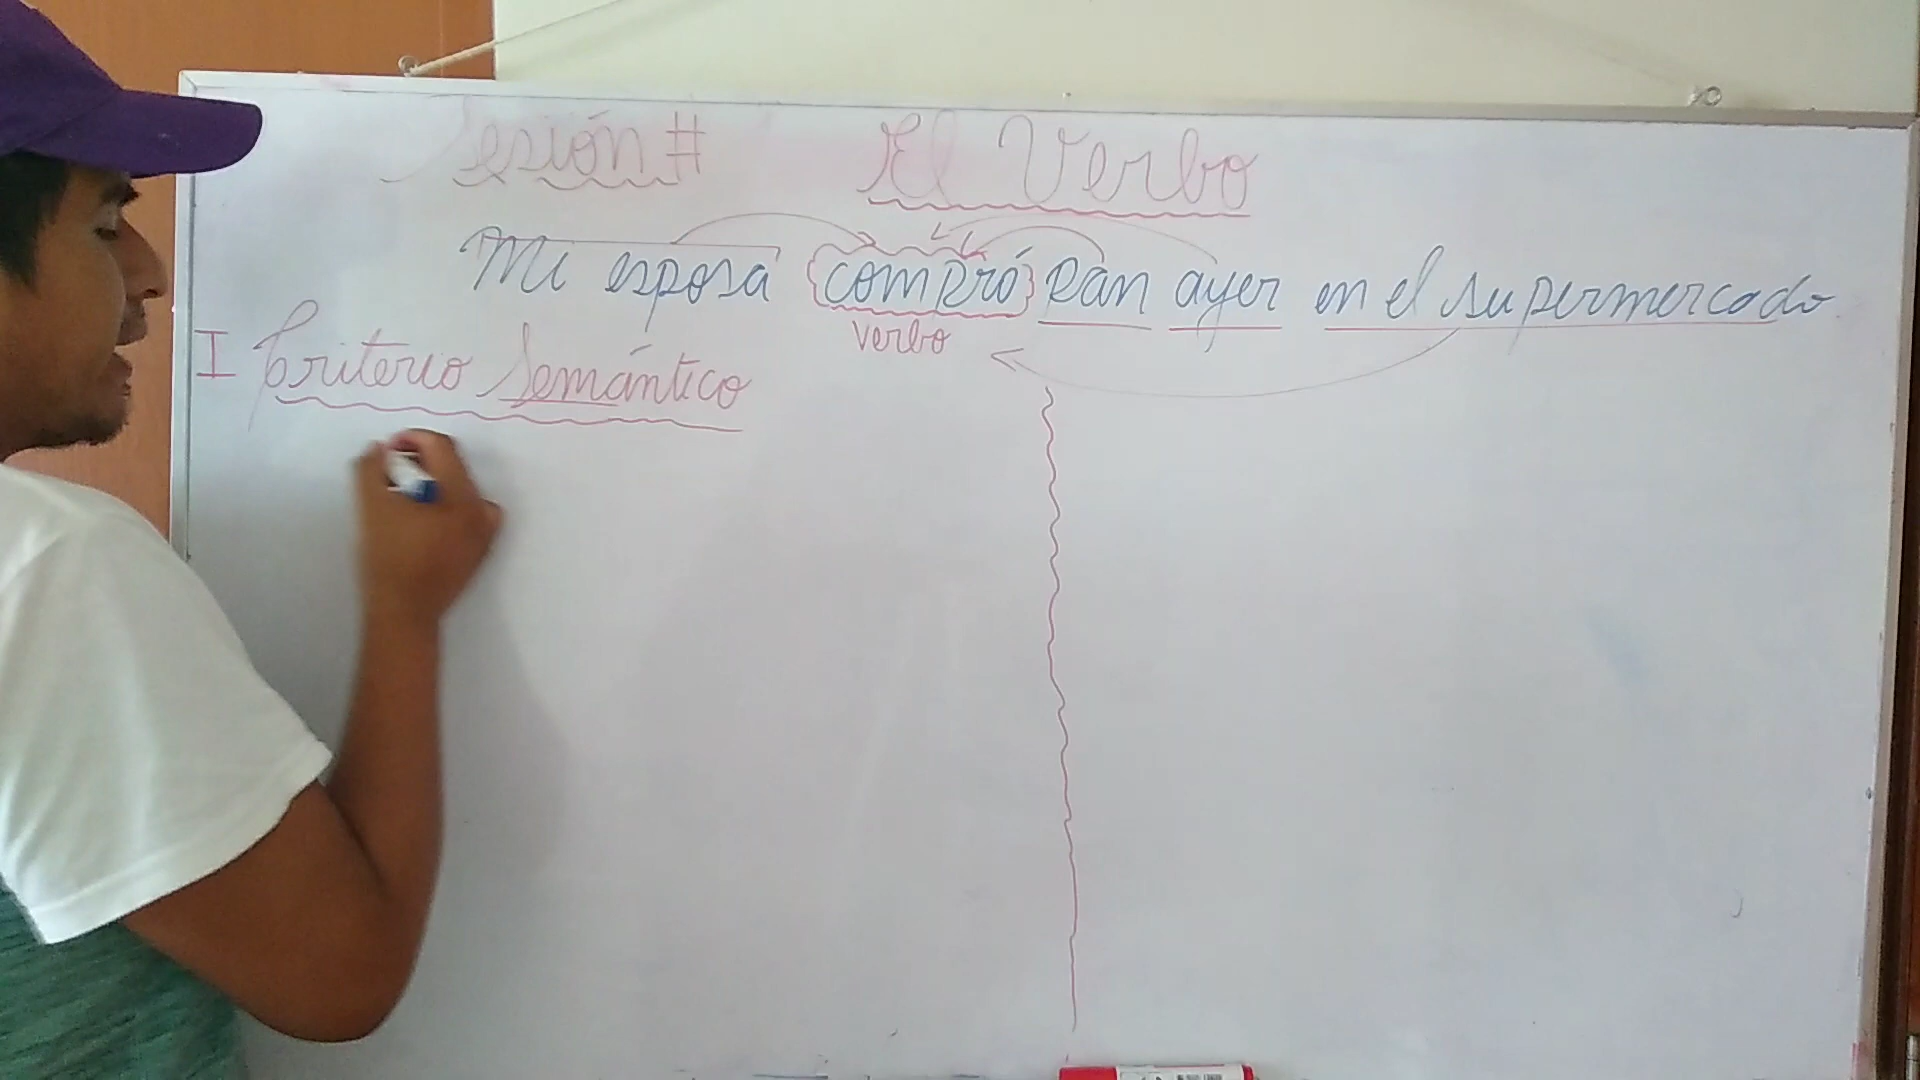 Sesión # El Verbo
Mi esposa compró Pan ayer en el supermercado
verbo
I Criterio Semántico